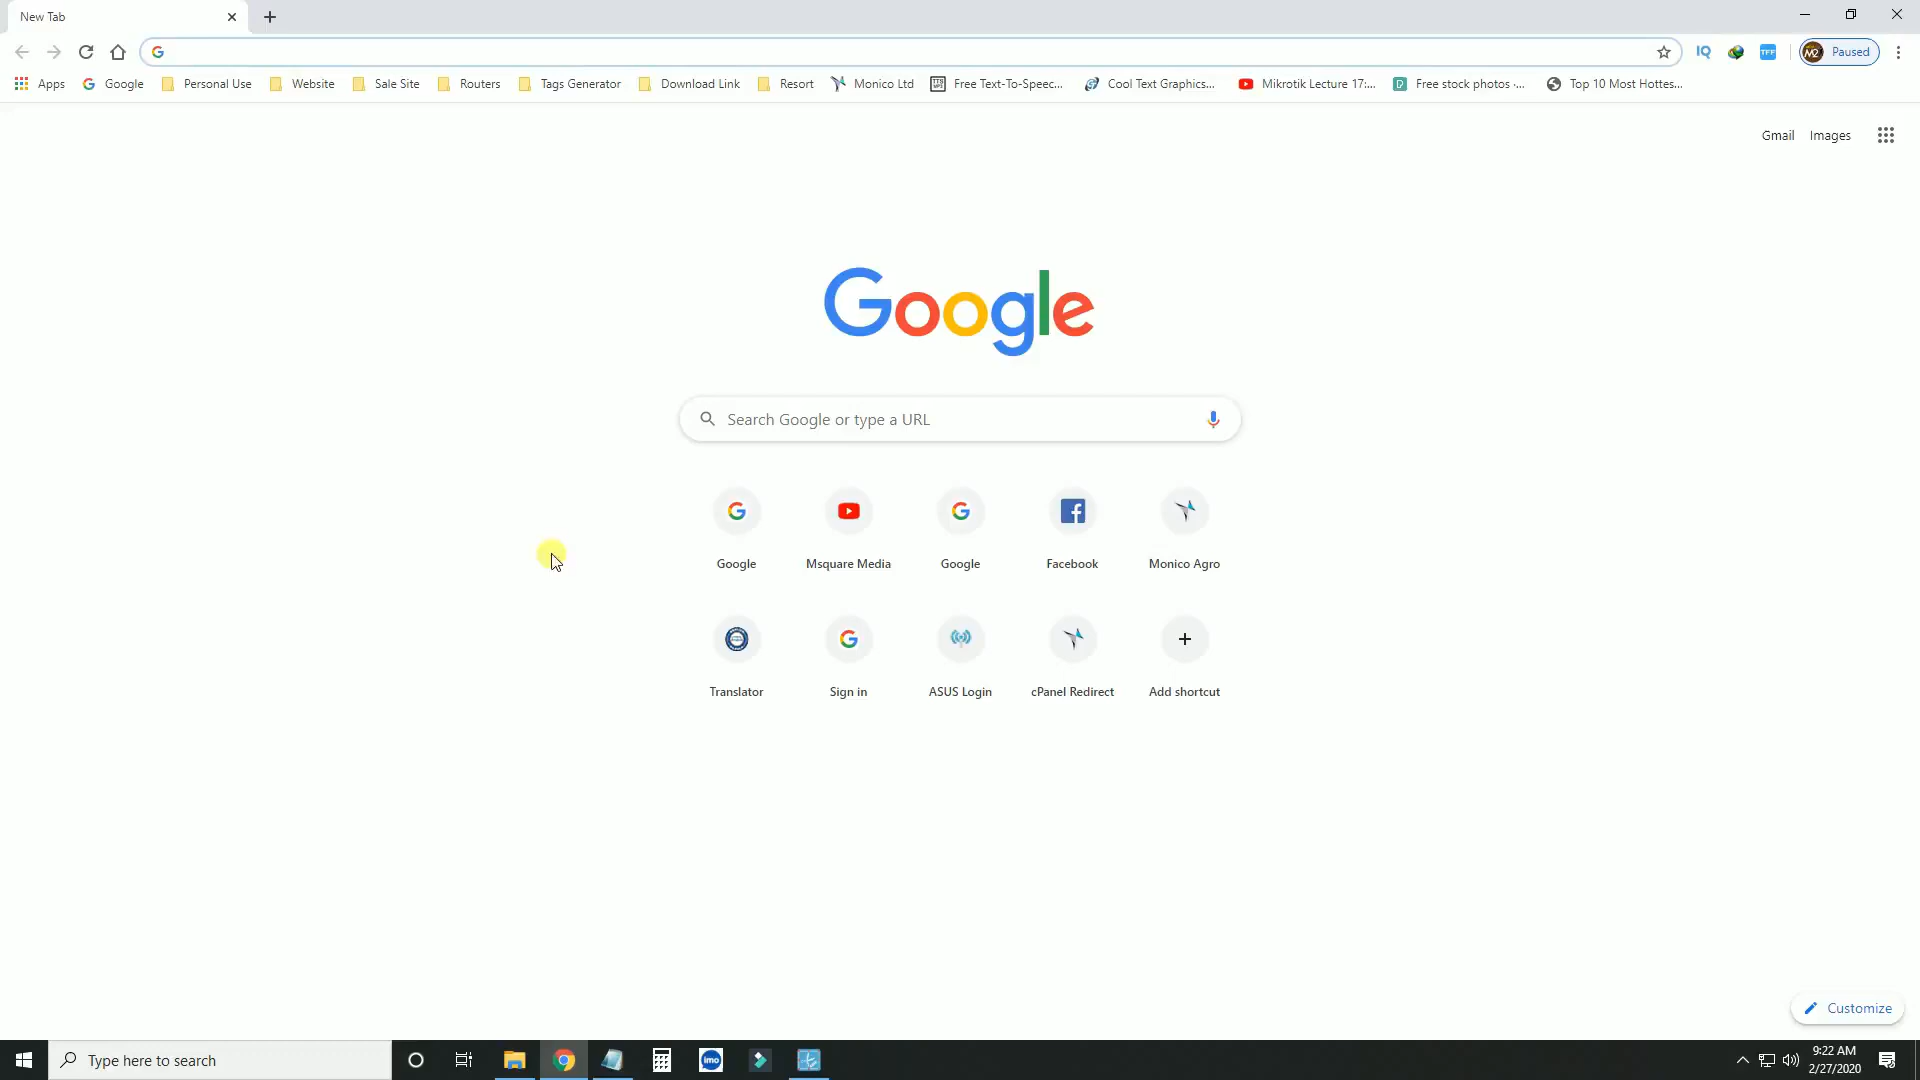 New Tab
Paused
Apps Google Personal Use Website Sale Site Routers Tags Generator Download Link Resort Monico Ltd Free Text-To-Speec... Cool Text Graphics... Mikrotik Lecture 17:... Free stock photos ·... Top 10 Most Hottes...
Gmail Images
Google
Search Google or type a URL
Google Msquare Media Google Facebook Monico Agro
Translator Sign in ASUS Login cPanel Redirect Add shortcut
Customize
Type here to search
9:22 AM
2/27/2020